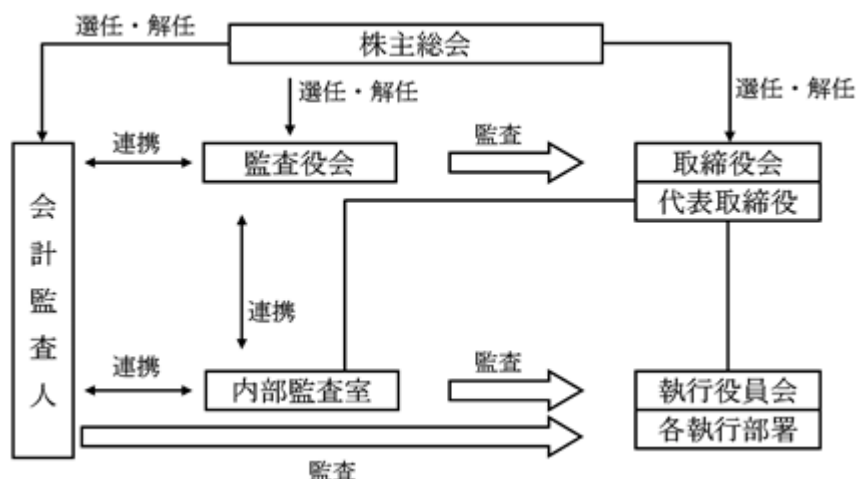 選任・解任
株主総会
選任・解任
選任・解任
連携
監査役会
監査
取締役会
代表取締役
会計監査人
連携
連携
内部監査室
監査
執行役員会
各執行部署
監査